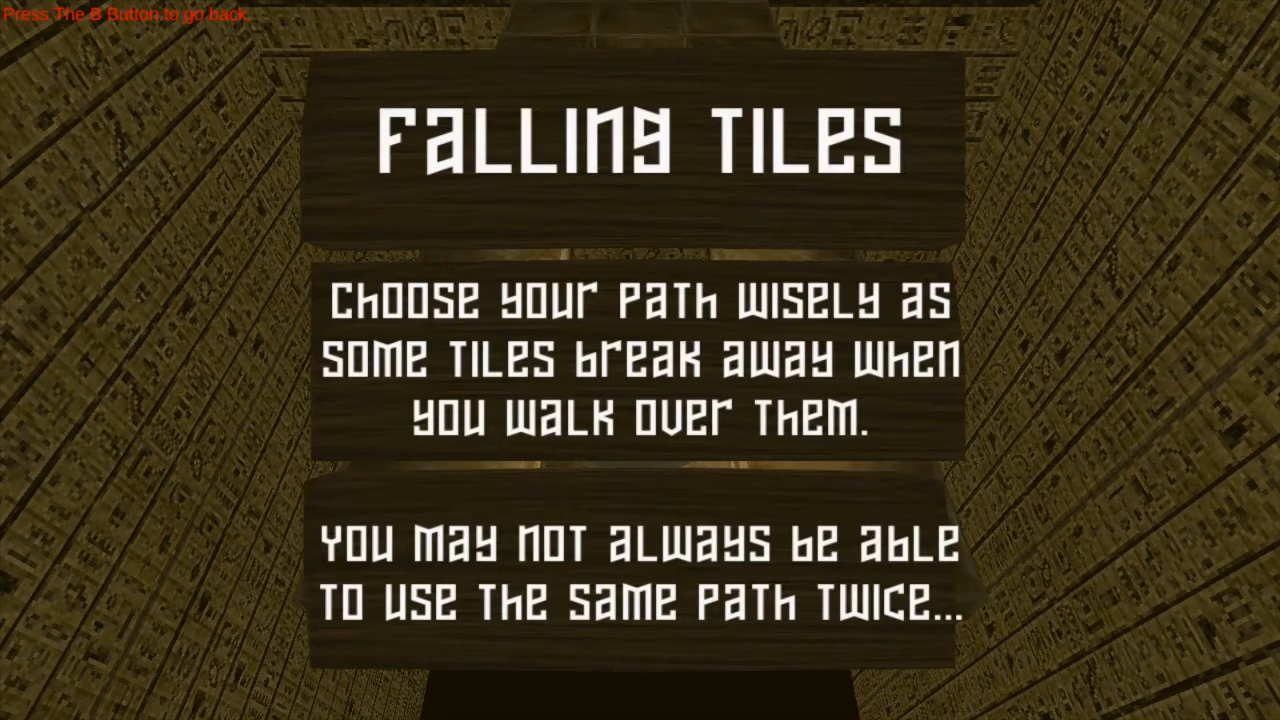 Press The B Button to go back.
FALLING TILES
CHOOSE YOUR PATH WISELY AS
SOME TILES BREAK AWAY WHEN
YOU WALK OVER THEM.
YOU MAY NOT ALWAYS BE ABLE
TO USE THE SAME PATH TWICE...